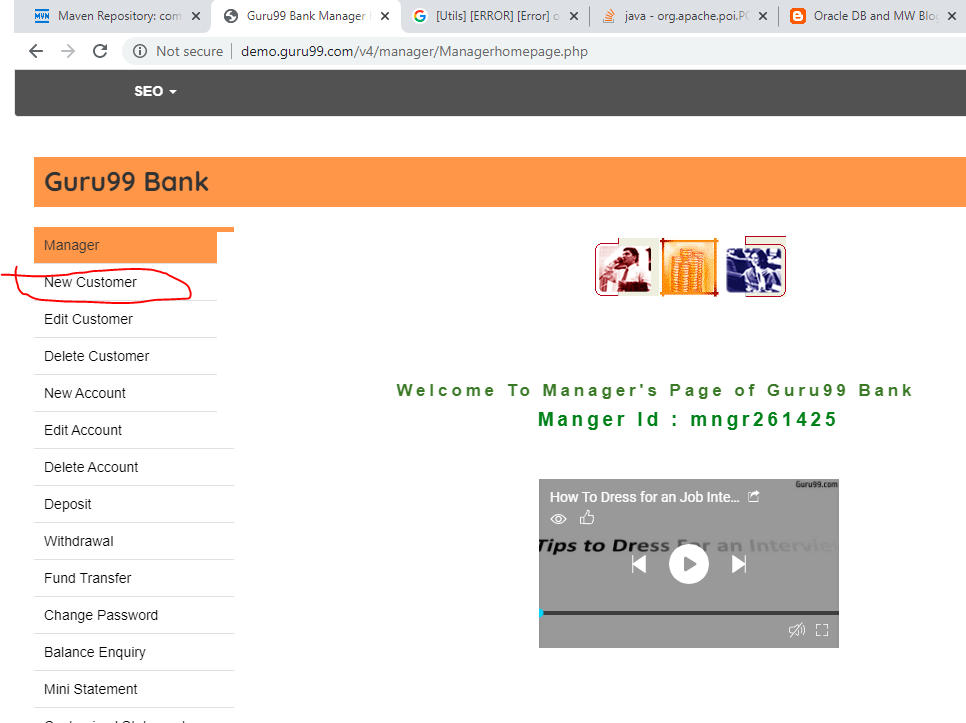 Maven Repository: com
Guru99 Bank Manager
[Utils] [ERROR] [Error] o
java - org.apache.poi.PO
Oracle DB and MW Blo
Not secure | demo.guru99.com/v4/manager/Managerhomepage.php
SEO
Guru99 Bank
Manager
New Customer
Edit Customer
Delete Customer
New Account
Edit Account
Delete Account
Deposit
Withdrawal
Fund Transfer
Change Password
Balance Enquiry
Mini Statement
Welcome To Manager's Page of Guru99 Bank
Manger Id : mngr261425
Guru99.com
How To Dress for an Job Inte...
Tips to Dress For an Interview